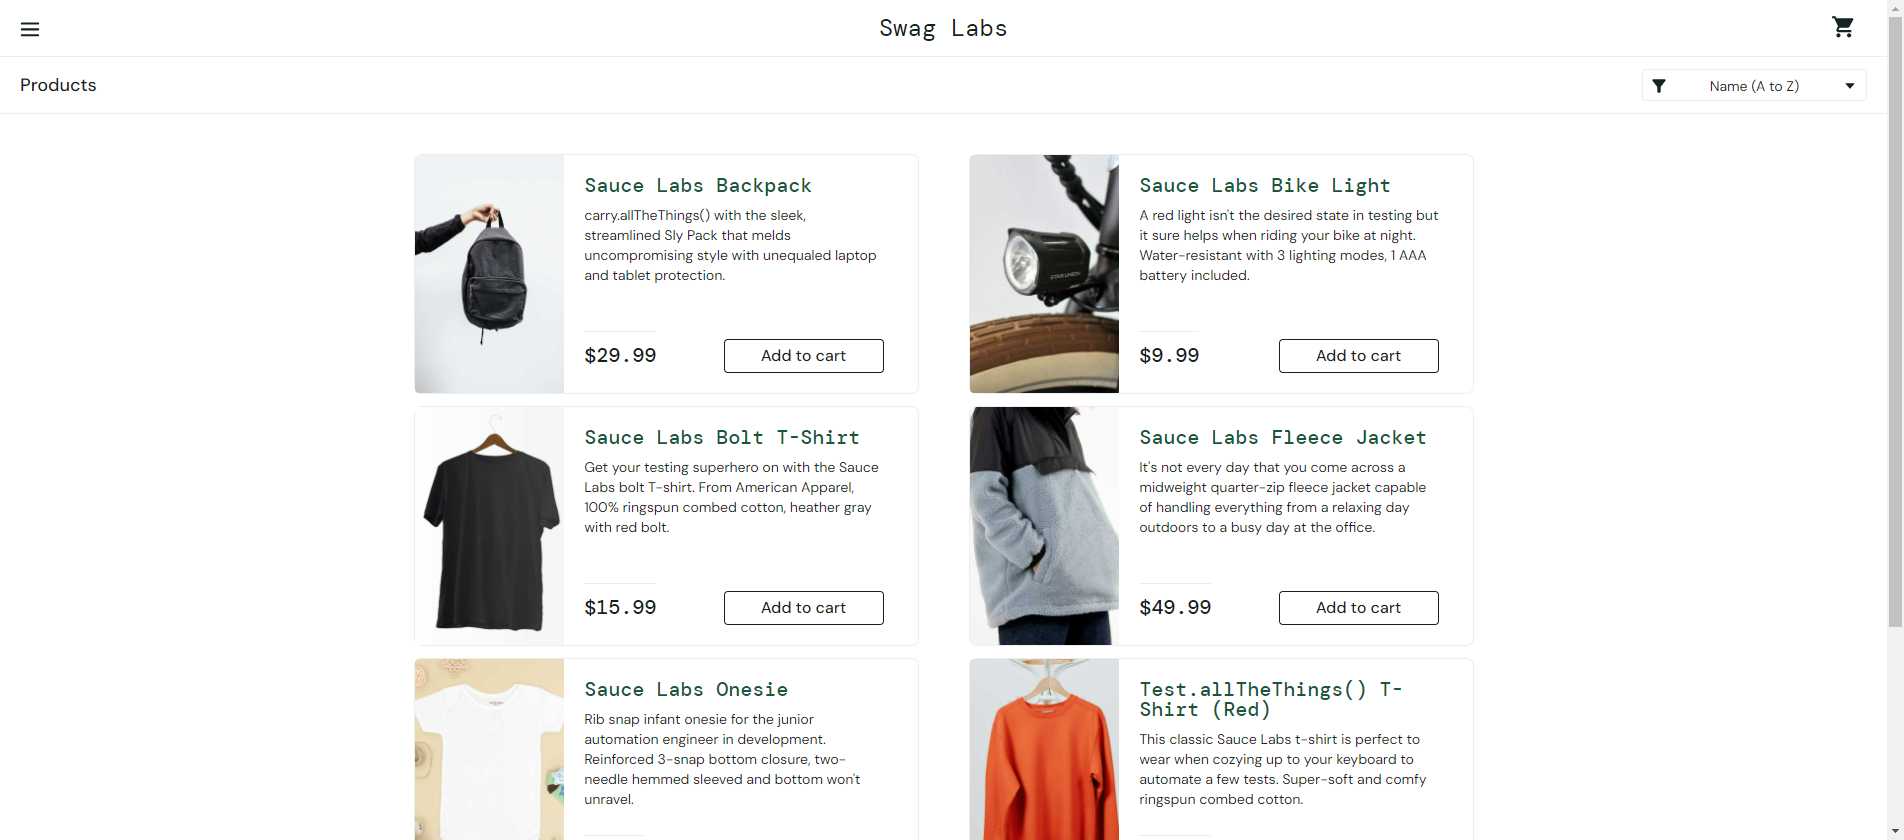 Swag Labs
Products
Name (A to Z)
Sauce Labs Backpack
carry.allTheThings() with the sleek,
streamlined Sly Pack that melds
uncompromising style with unequaled laptop
and tablet protection.
$29.99
Add to cart
Sauce Labs Bike Light
A red light isn't the desired state in testing but
it sure helps when riding your bike at night.
Water-resistant with 3 lighting modes, 1 AAA
battery included.
$9.99
Add to cart
Sauce Labs Bolt T-Shirt
Get your testing superhero on with the Sauce
Labs bolt T-shirt. From American Apparel,
100% ringspun combed cotton, heather gray
with red bolt.
$15.99
Add to cart
Sauce Labs Fleece Jacket
It's not every day that you come across a
midweight quarter-zip fleece jacket capable
of handling everything from a relaxing day
outdoors to a busy day at the office.
$49.99
Add to cart
Sauce Labs Onesie
Rib snap infant onesie for the junior
automation engineer in development.
Reinforced 3-snap bottom closure, two-
needle hemmed sleeved and bottom won't
unravel.
Test.allTheThings() T-
Shirt (Red)
This classic Sauce Labs t-shirt is perfect to
wear when cozying up to your keyboard to
automate a few tests. Super-soft and comfy
ringspun combed cotton.